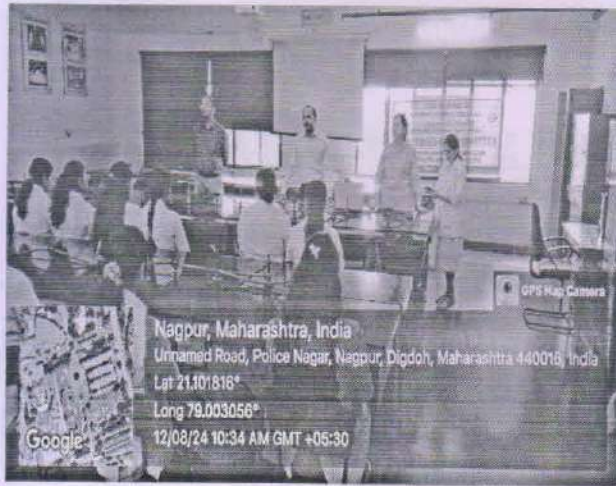 GPS Map Camera
Nagpur, Maharashtra, India
Unnamed Road, Police Nagar, Nagpur, Digdoh, Maharashtra 440016, India
Lat 21.101816°
Long 79.003056°
Google
12/08/24 10:34 AM GMT +05:30